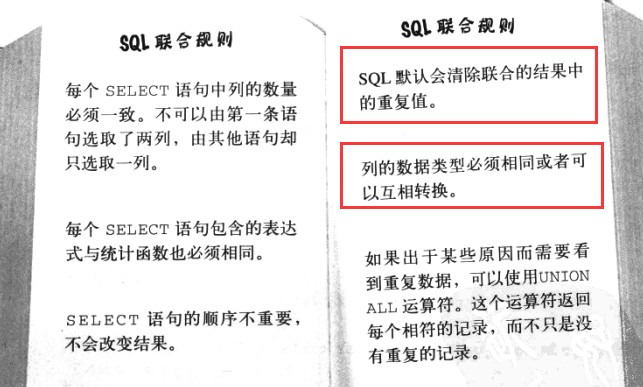 SQL 联合规则
每个 SELECT 语句中列的数量
必须一致。不可以由第一条语
句选取了两列，由其他语句却
只选取一列。
每个 SELECT 语句包含的表达
式与统计函数也必须相同。
SELECT 语句的顺序不重要，
不会改变结果。
SQL 联合规则
SQL 默认会清除联合的结果中
的重复值。
列的数据类型必须相同或者可
以互相转换。
如果出于某些原因而需要看
到重复数据，可以使用UNION
ALL 运算符。这个运算符返回
每个相符的记录，而不只是没
有重复的记录。